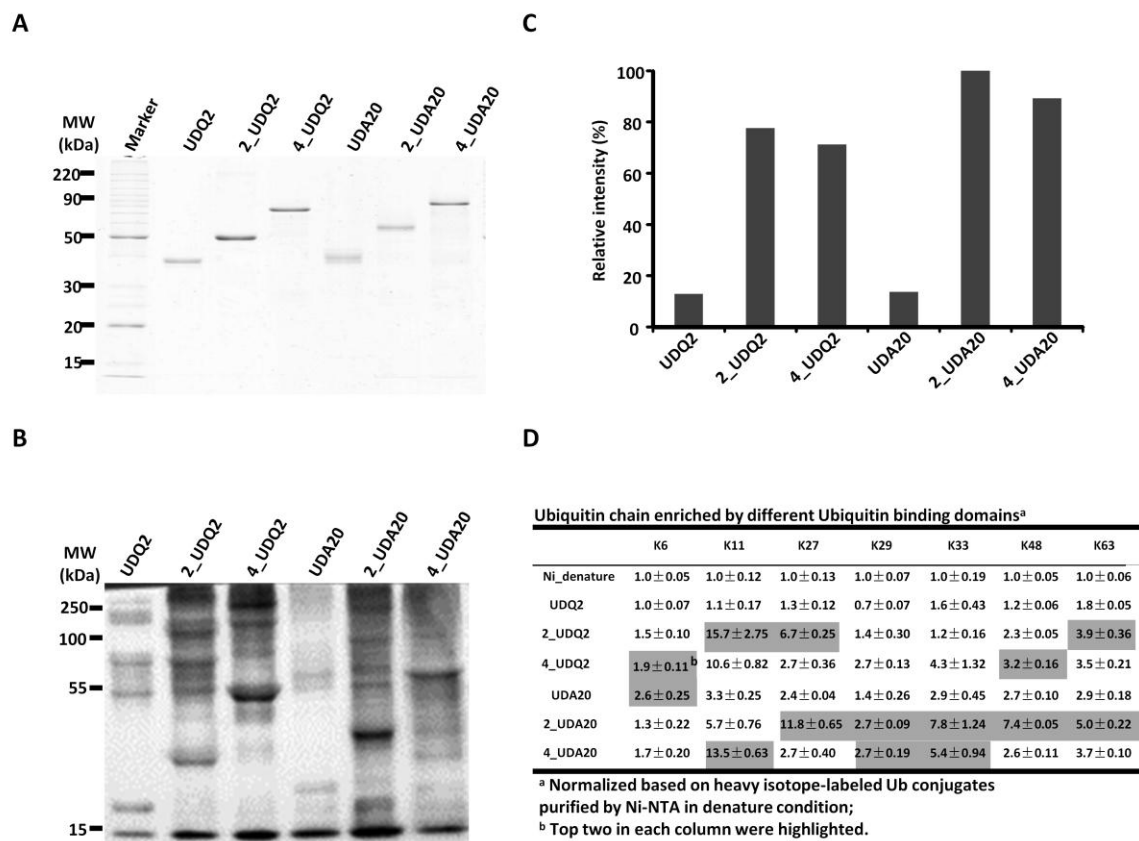 A
MW
(kDa)
Marker
UDQ2
2_UDQ2
4_UDQ2
UDA20
2_UDA20
4_UDA20
220
90
50
30
20
15
C
Relative intensity (%)
100
80
60
40
20
0
UDQ2
2_UDQ2
4_UDQ2
UDA20
2_UDA20
4_UDA20
B
MW
(kDa)
UDQ2
2_UDQ2
4_UDQ2
UDA20
2_UDA20
4_UDA20
250
100
55
15
D
Ubiquitin chain enriched by different Ubiquitin binding domains a
K6 K11 K27 K29 K33 K48 K63
Ni_denature 1.0±0.05 1.0±0.12 1.0±0.13 1.0±0.07 1.0±0.19 1.0±0.05 1.0±0.06
UDQ2 1.0±0.07 1.1±0.17 1.3±0.12 0.7±0.07 1.6±0.43 1.2±0.06 1.8±0.05
2_UDQ2 1.5±0.10 15.7±2.75 6.7±0.25 1.4±0.30 1.2±0.16 2.3±0.05 3.9±0.36
4_UDQ2 1.9±0.11 b 10.6±0.82 2.7±0.36 2.7±0.13 4.3±1.32 3.2±0.16 3.5±0.21
UDA20 2.6±0.25 3.3±0.25 2.4±0.04 1.4±0.26 2.9±0.45 2.7±0.10 2.9±0.18
2_UDA20 1.3±0.22 5.7±0.76 11.8±0.65 2.7±0.09 7.8±1.24 7.4±0.05 5.0±0.22
4_UDA20 1.7±0.20 13.5±0.63 2.7±0.40 2.7±0.19 5.4±0.94 2.6±0.11 3.7±0.10
a Normalized based on heavy isotope-labeled Ub conjugates
purified by Ni-NTA in denature condition;
b Top two in each column were highlighted.